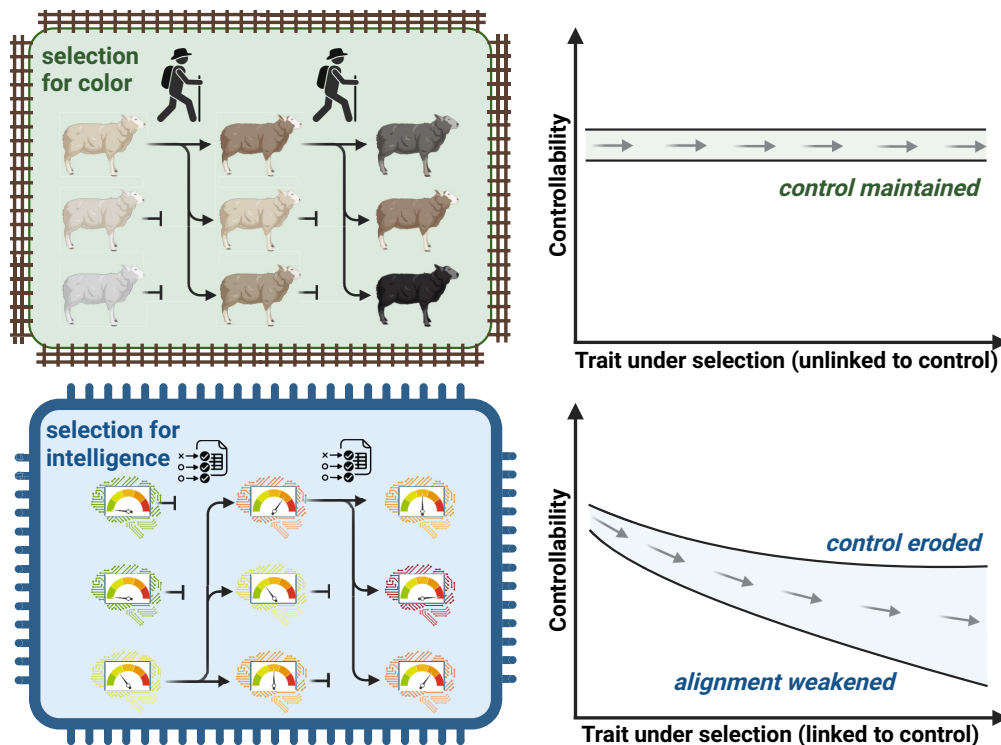 selection
for color
Controllability
control maintained
Trait under selection (unlinked to control)
selection for
intelligence
Controllability
control eroded
alignment weakened
Trait under selection (linked to control)